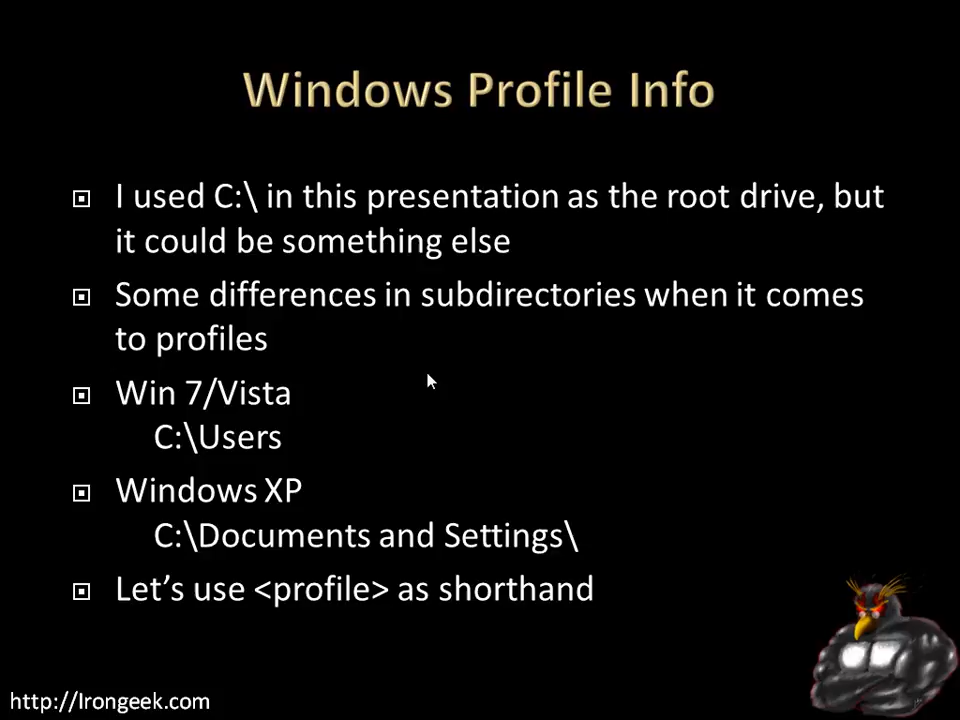 Windows Profile Info
I used C:\ in this presentation as the root drive, but
it could be something else
Some differences in subdirectories when it comes
to profiles
Win 7/Vista
C:\Users
Windows XP
C:\Documents and Settings\
Let’s use <profile> as shorthand
http://Irongeek.com